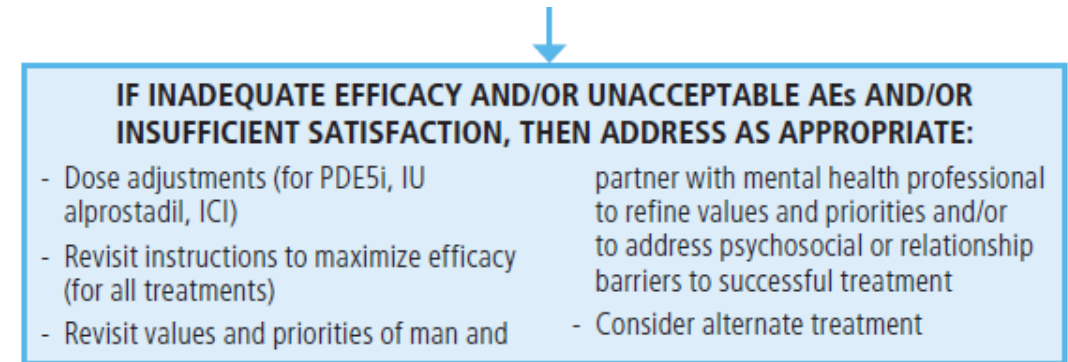 IF INADEQUATE EFFICACY AND/OR UNACCEPTABLE AEs AND/OR
INSUFFICIENT SATISFACTION, THEN ADDRESS AS APPROPRIATE:
- Dose adjustments (for PDE5i, IU
alprostadil, ICI)
- Revisit instructions to maximize efficacy
(for all treatments)
- Revisit values and priorities of man and
partner with mental health professional
to refine values and priorities and/or
to address psychosocial or relationship
barriers to successful treatment
- Consider alternate treatment